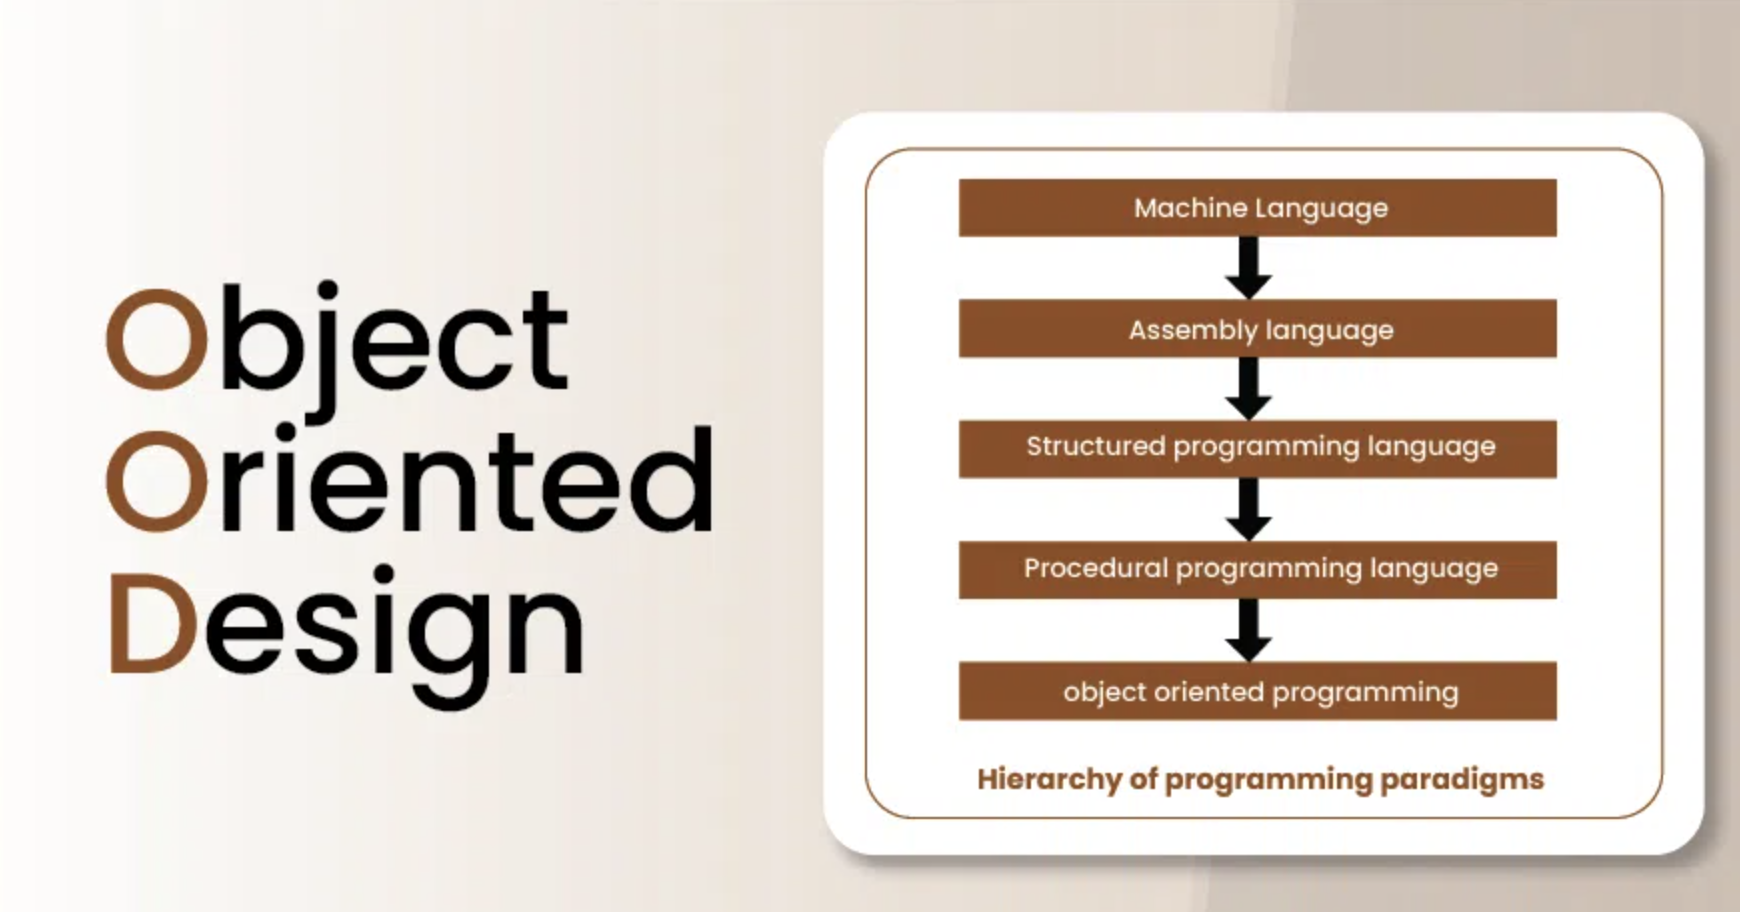 Object
Oriented
Design
Machine Language
Assembly language
Structured programming language
Procedural programming language
object oriented programming
Hierarchy of programming paradigms